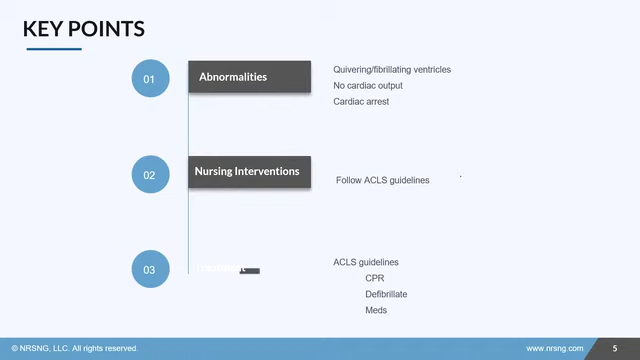 KEY POINTS
01
Abnormalities
Quivering/fibrillating ventricles
No cardiac output
Cardiac arrest
02
Nursing Interventions
Follow ACLS guidelines
03
ACLS guidelines
CPR
Defibrillate
Meds
© NRSNG, LLC. All rights reserved.
www.nrsng.com
5